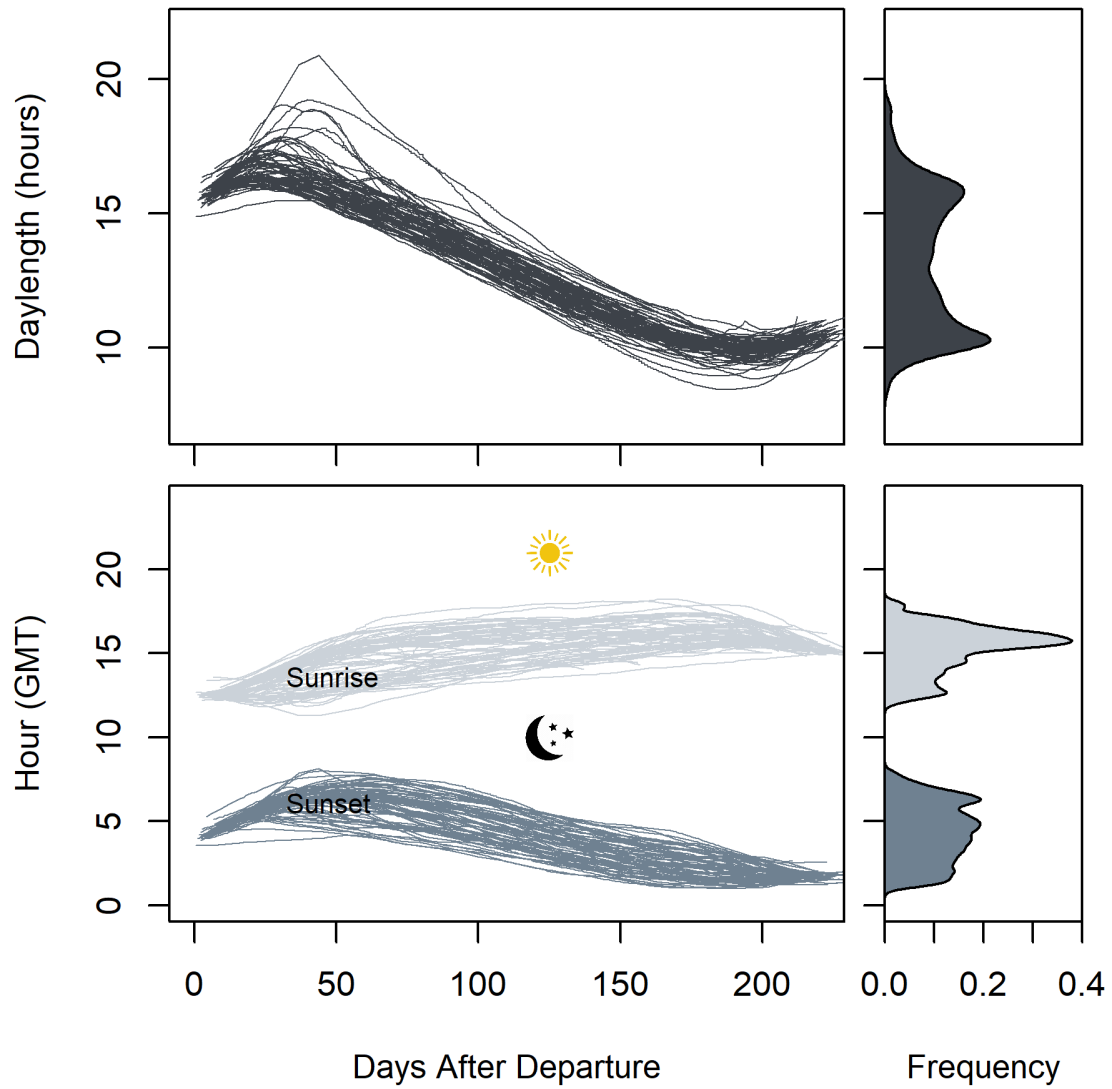 Daylength (hours)
20
15
10
Hour (GMT)
20
15
10
5
0
Sunrise
Sunset
0 50 100 150 200
0.0 0.2 0.4
Days After Departure
Frequency